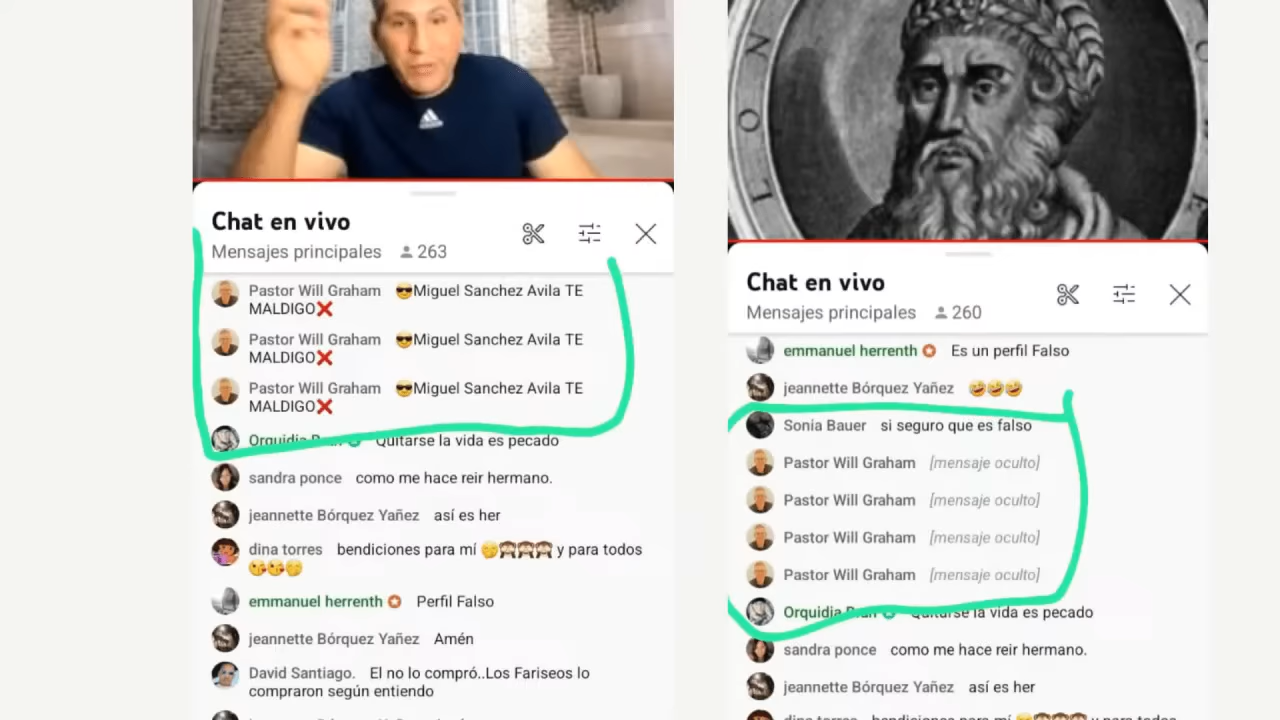 Chat en vivo
Mensajes principales 263
Pastor Will Graham 😎Miguel Sanchez Avila TE
MALDIGO❌
Pastor Will Graham 😎Miguel Sanchez Avila TE
MALDIGO❌
Pastor Will Graham 😎Miguel Sanchez Avila TE
MALDIGO❌
Orquidia Quitarse la vida es pecado
sandra ponce como me hace reir hermano.
jeannette Bórquez Yañez así es her
dina torres bendiciones para mí 🤭🙈🙈🙈 y para todos
😘😘🤭
emmanuel herrenth Perfil Falso
jeannette Bórquez Yañez Amén
David Santiago. El no lo compró..Los Fariseos lo
compraron según entiendo
L I O N
Chat en vivo
Mensajes principales 260
emmanuel herrenth Es un perfil Falso
jeannette Bórquez Yañez 🤣🤣🤣
Sonia Bauer si seguro que es falso
Pastor Will Graham [mensaje oculto]
Pastor Will Graham [mensaje oculto]
Pastor Will Graham [mensaje oculto]
Pastor Will Graham [mensaje oculto]
Orquidia Quitarse la vida es pecado
sandra ponce como me hace reir hermano.
jeannette Bórquez Yañez así es her
dina torres bendiciones para mí 🤭🙈🙈🙈 y para todos